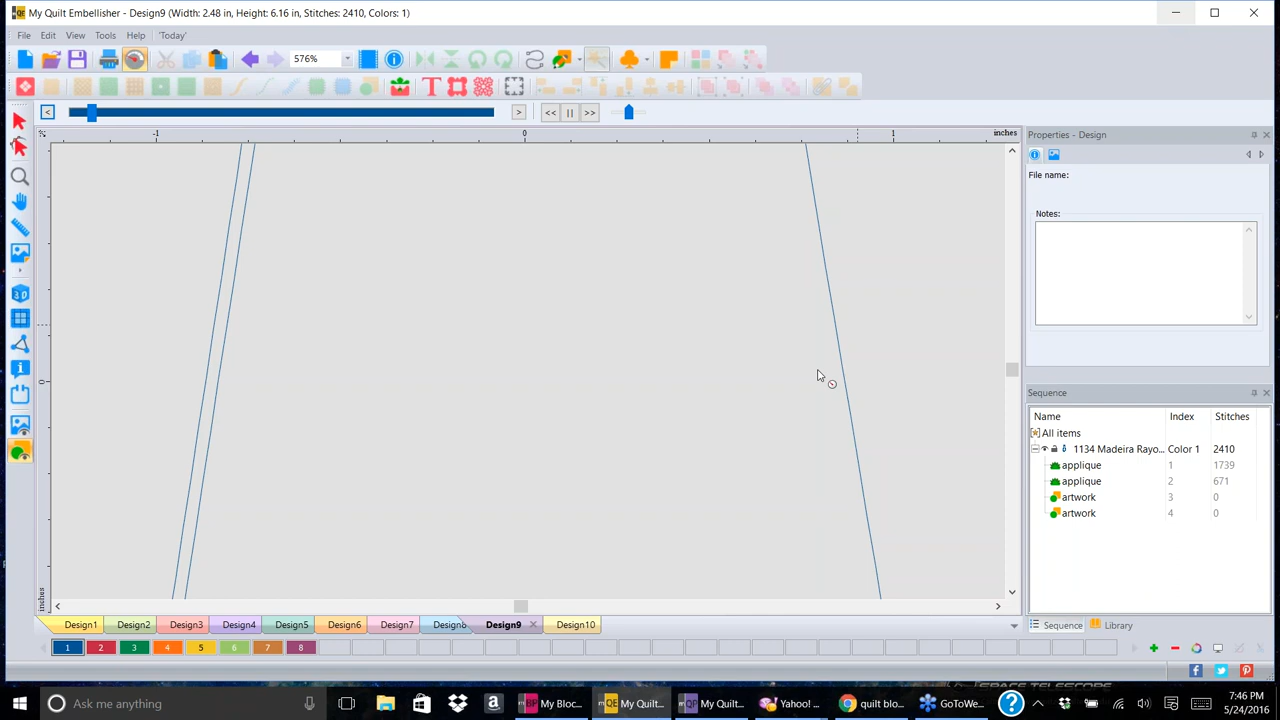 My Quilt Embellisher - Design9 (Width: 2.48 in, Height: 6.16 in, Stitches: 2410, Colors: 1)
File Edit View Tools Help 'Today'
576%
< > << || >>
-1 0 1 inches
0
inches
Properties - Design
File name:
Notes:
Sequence
Name Index Stitches
All items
1134 Madeira Rayo... Color 1 2410
applique 1 1739
applique 2 671
artwork 3 0
artwork 4 0
Design1 Design2 Design3 Design4 Design5 Design6 Design7 Design8 Design9 Design10
Sequence Library
1 2 3 4 5 6 7 8
SPACE TELESCOPE
Ask me anything
My Bloc... My Quilt... My Quilt... Yahoo! ... quilt blo... GoToWe...
7:46 PM
5/24/2016